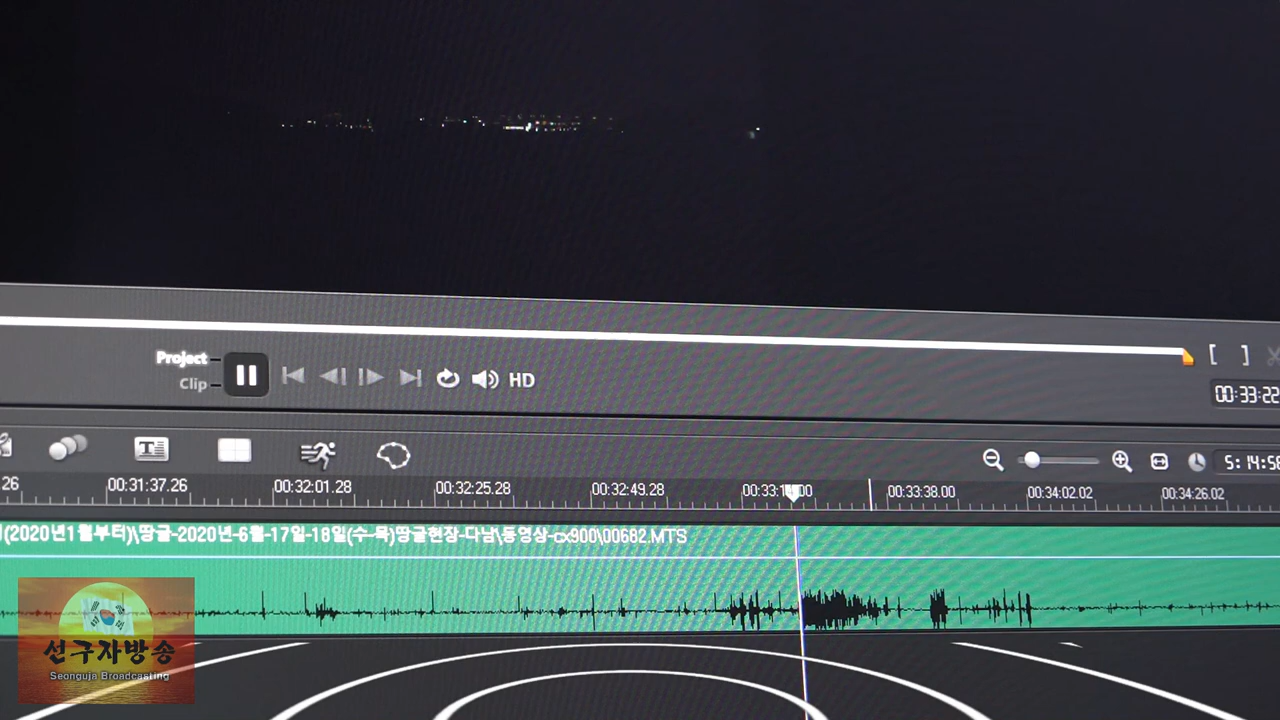 Project
Clip
HD
00:33:22
5:14:58
26 00:31:37.26 00:32:01.28 00:32:25.28 00:32:49.28 00:33:38.00 00:34:02.02 00:34:26.02
(2020년1월부터)\땅굴-2020년-6월-17일-18일(수-목)땅굴현장-다남\동영상-cx900\00682.MTS
선구자방송
Seonguja Broadcasting